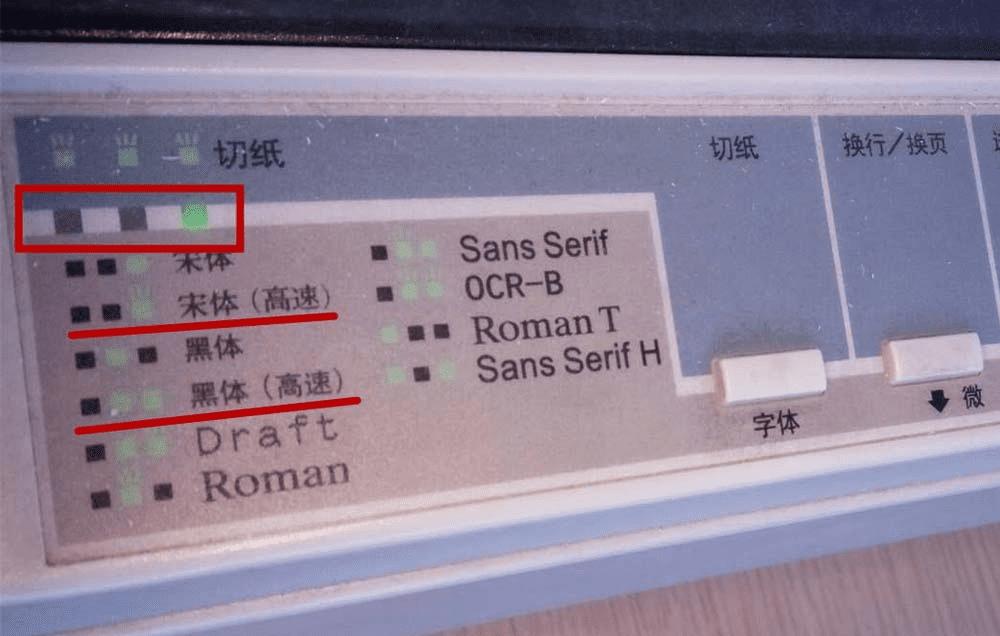 切纸
宋体
宋体（高速）
黑体
黑体（高速）
Draft
Roman
Sans Serif
OCR-B
Roman T
Sans Serif H
切纸
字体
换行／换页
微